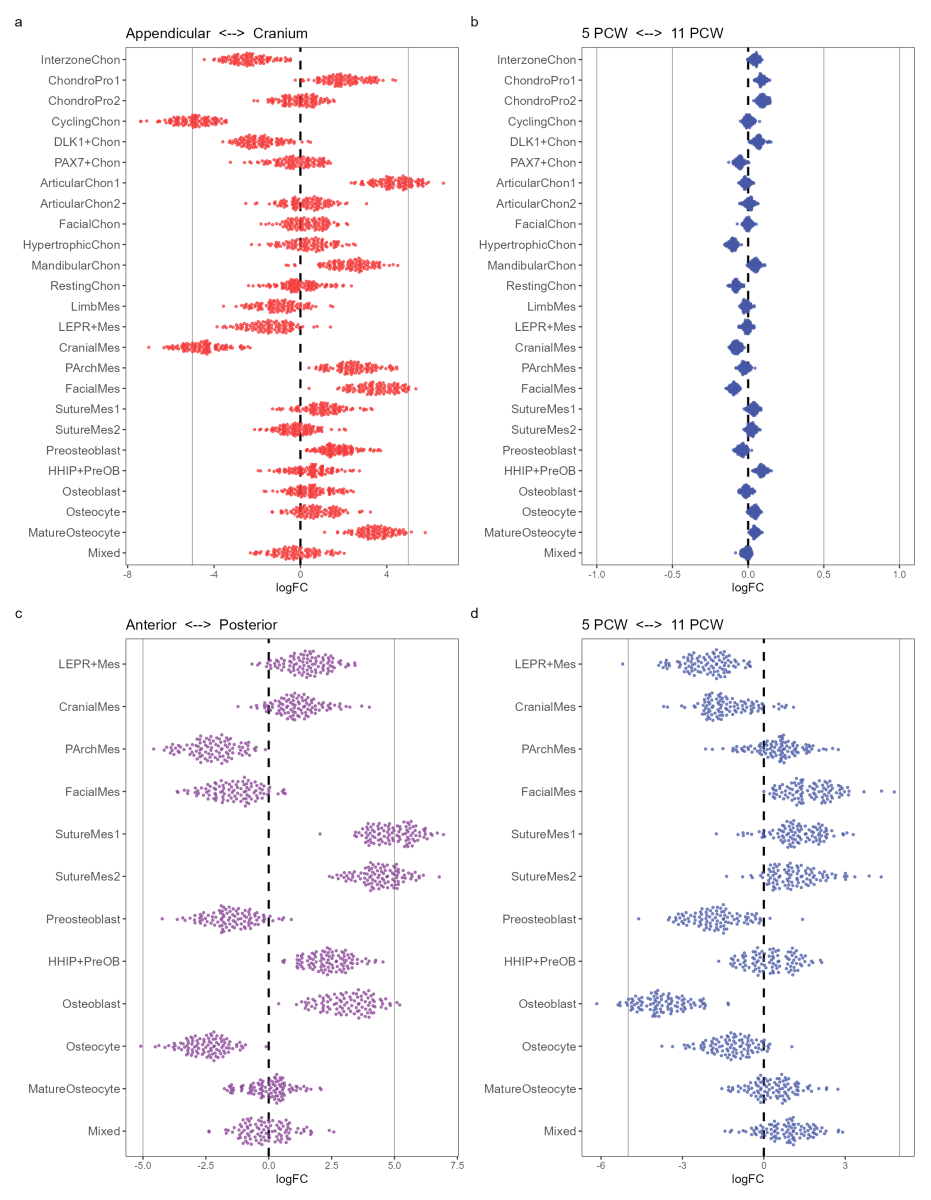 a
Appendicular <--> Cranium
InterzoneChon
ChondroPro1
ChondroPro2
CyclingChon
DLK1+Chon
PAX7+Chon
ArticularChon1
ArticularChon2
FacialChon
HypertrophicChon
MandibularChon
RestingChon
LimbMes
LEPR+Mes
CranialMes
PArchMes
FacialMes
SutureMes1
SutureMes2
Preosteoblast
HHIP+PreOB
Osteoblast
Osteocyte
MatureOsteocyte
Mixed
-8 -4 0 4
logFC
b
5 PCW <--> 11 PCW
InterzoneChon
ChondroPro1
ChondroPro2
CyclingChon
DLK1+Chon
PAX7+Chon
ArticularChon1
ArticularChon2
FacialChon
HypertrophicChon
MandibularChon
RestingChon
LimbMes
LEPR+Mes
CranialMes
PArchMes
FacialMes
SutureMes1
SutureMes2
Preosteoblast
HHIP+PreOB
Osteoblast
Osteocyte
MatureOsteocyte
Mixed
-1.0 -0.5 0.0 0.5 1.0
logFC
c
Anterior <--> Posterior
LEPR+Mes
CranialMes
PArchMes
FacialMes
SutureMes1
SutureMes2
Preosteoblast
HHIP+PreOB
Osteoblast
Osteocyte
MatureOsteocyte
Mixed
-5.0 -2.5 0.0 2.5 5.0 7.5
logFC
d
5 PCW <--> 11 PCW
LEPR+Mes
CranialMes
PArchMes
FacialMes
SutureMes1
SutureMes2
Preosteoblast
HHIP+PreOB
Osteoblast
Osteocyte
MatureOsteocyte
Mixed
-6 -3 0 3
logFC